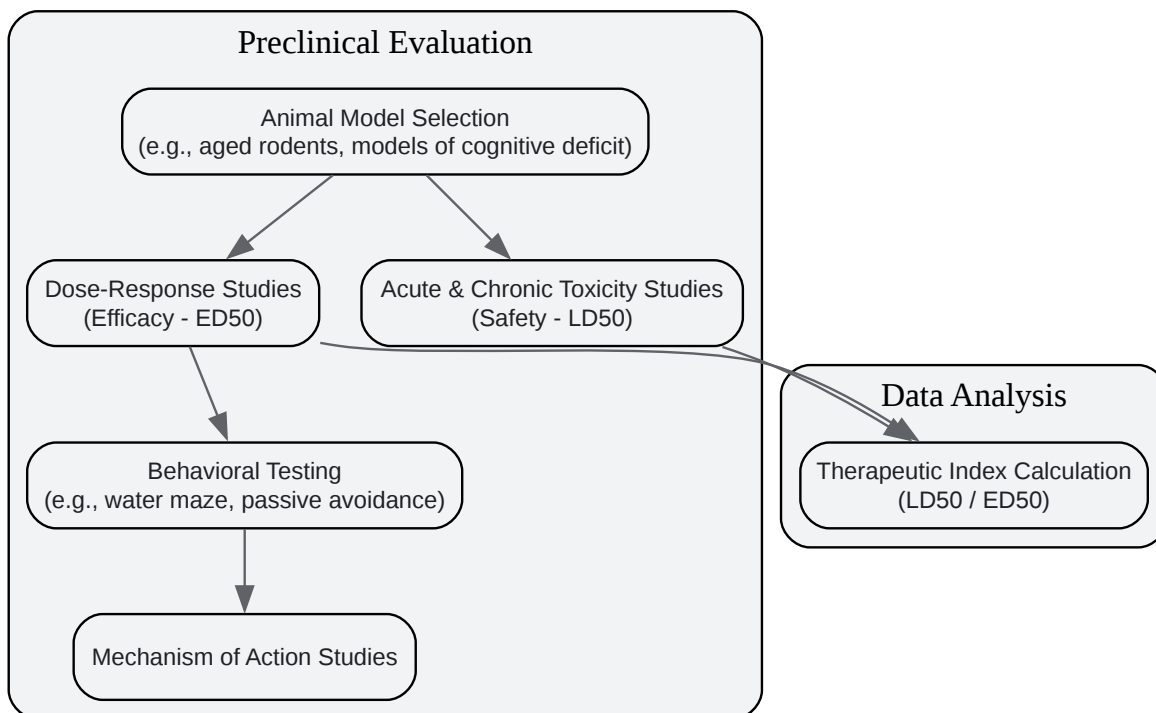 Preclinical Evaluation
Animal Model Selection
(e.g., aged rodents, models of cognitive deficit)
Dose-Response Studies
(Efficacy - ED50)
Acute & Chronic Toxicity Studies
(Safety - LD50)
Data Analysis
Therapeutic Index Calculation
(LD50 / ED50)
Behavioral Testing
(e.g., water maze, passive avoidance)
Mechanism of Action Studies